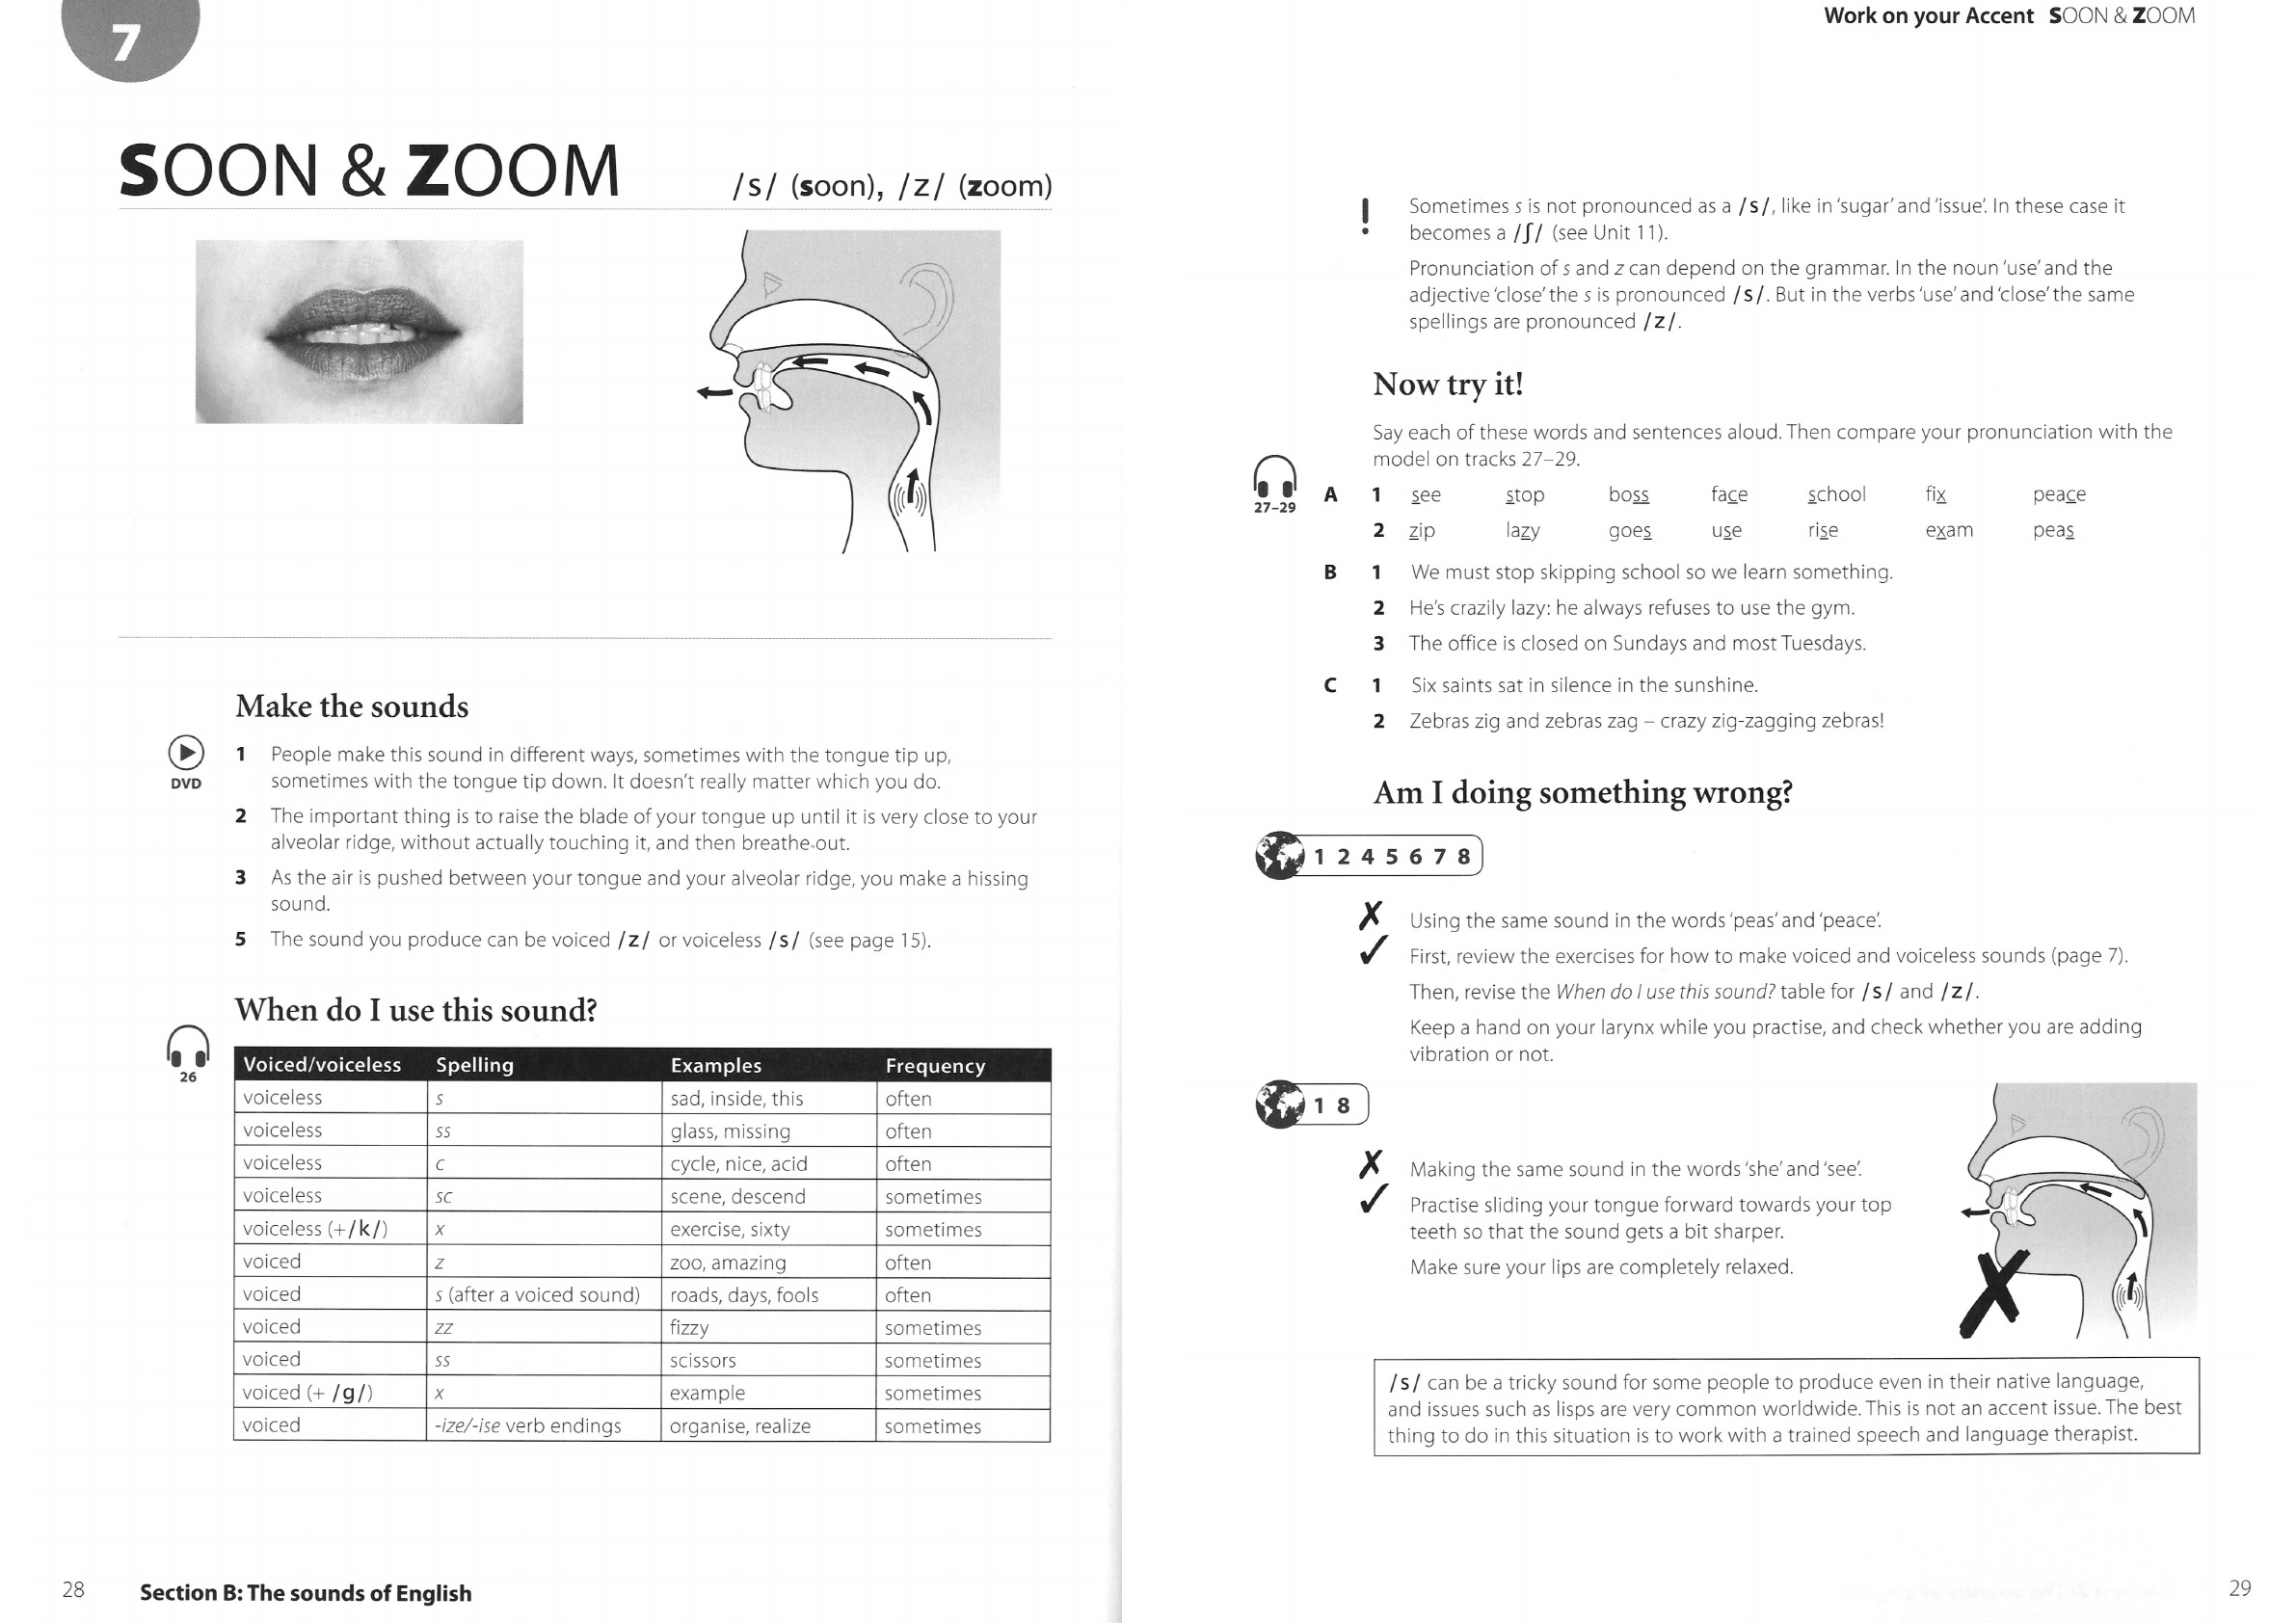 7
SOON & ZOOM
/s/ (soon), /z/ (zoom)
Make the sounds
DVD
1 People make this sound in different ways, sometimes with the tongue tip up,
sometimes with the tongue tip down. It doesn't really matter which you do.
2 The important thing is to raise the blade of your tongue up until it is very close to your
alveolar ridge, without actually touching it, and then breathe out.
3 As the air is pushed between your tongue and your alveolar ridge, you make a hissing
sound.
5 The sound you produce can be voiced /z/ or voiceless /s/ (see page 15).
When do I use this sound?
26
Voiced/voiceless Spelling Examples Frequency
voiceless s sad, inside, this often
voiceless ss glass, missing often
voiceless c cycle, nice, acid often
voiceless sc scene, descend sometimes
voiceless (+/k/) x exercise, sixty sometimes
voiced z zoo, amazing often
voiced s (after a voiced sound) roads, days, fools often
voiced zz fizzy sometimes
voiced ss scissors sometimes
voiced (+ /g/) x example sometimes
voiced -ize/-ise verb endings organise, realize sometimes
28 Section B: The sounds of English
Work on your Accent SOON & ZOOM
! Sometimes s is not pronounced as a /s/, like in 'sugar' and 'issue'. In these case it
becomes a /ʃ/ (see Unit 11).
Pronunciation of s and z can depend on the grammar. In the noun 'use' and the
adjective 'close' the s is pronounced /s/. But in the verbs 'use' and 'close' the same
spellings are pronounced /z/.
Now try it!
Say each of these words and sentences aloud. Then compare your pronunciation with the
model on tracks 27–29.
27–29
A 1 see stop boss face school fix peace
2 zip lazy goes use rise exam peas
B 1 We must stop skipping school so we learn something.
2 He's crazily lazy: he always refuses to use the gym.
3 The office is closed on Sundays and most Tuesdays.
C 1 Six saints sat in silence in the sunshine.
2 Zebras zig and zebras zag – crazy zig-zagging zebras!
Am I doing something wrong?
1 2 4 5 6 7 8
✗ Using the same sound in the words 'peas' and 'peace'.
✓ First, review the exercises for how to make voiced and voiceless sounds (page 7).
Then, revise the When do I use this sound? table for /s/ and /z/.
Keep a hand on your larynx while you practise, and check whether you are adding
vibration or not.
1 8
✗ Making the same sound in the words 'she' and 'see'.
✓ Practise sliding your tongue forward towards your top
teeth so that the sound gets a bit sharper.
Make sure your lips are completely relaxed.
/s/ can be a tricky sound for some people to produce even in their native language,
and issues such as lisps are very common worldwide. This is not an accent issue. The best
thing to do in this situation is to work with a trained speech and language therapist.
29